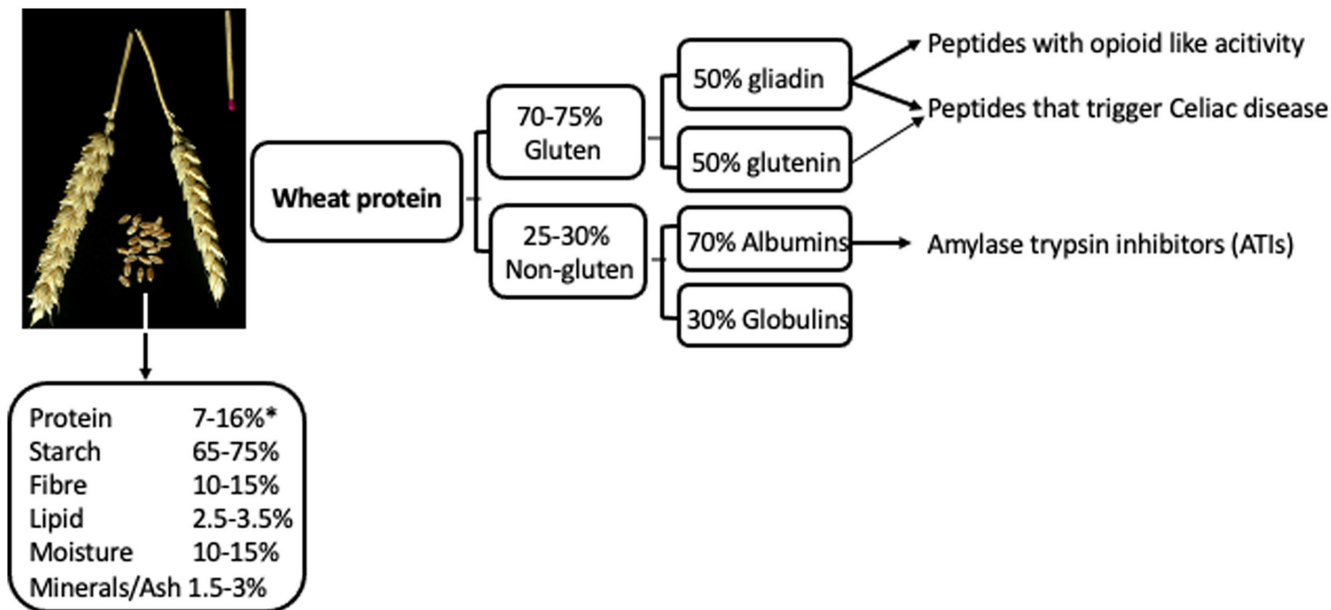 Wheat protein
70-75%
Gluten
25-30%
Non-gluten
50% gliadin
50% glutenin
70% Albumins
30% Globulins
Peptides with opioid like acitivity
Peptides that trigger Celiac disease
Amylase trypsin inhibitors (ATIs)
Protein 7-16%*
Starch 65-75%
Fibre 10-15%
Lipid 2.5-3.5%
Moisture 10-15%
Minerals/Ash 1.5-3%